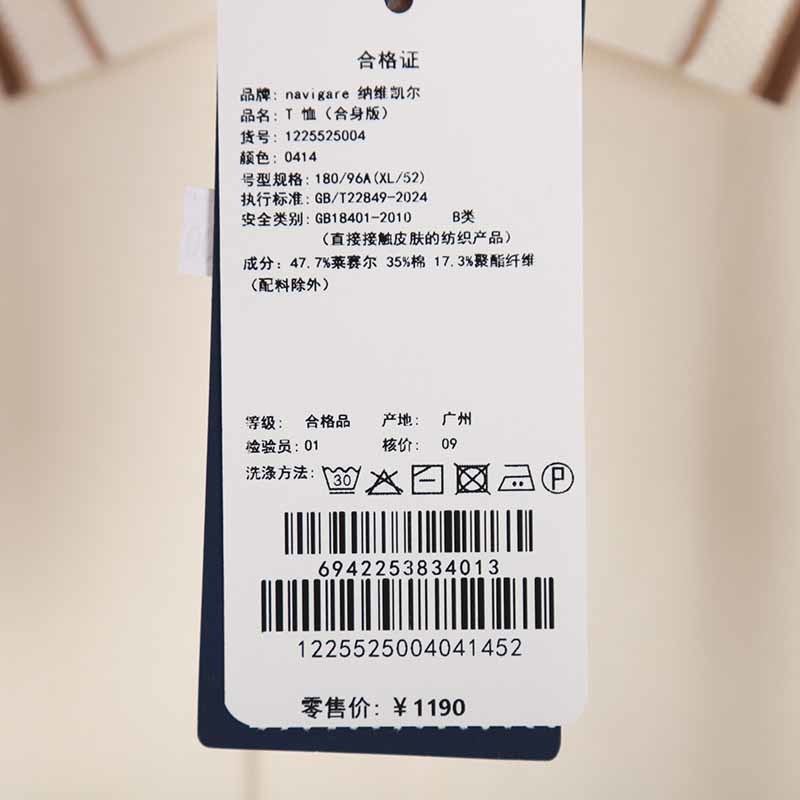 合格证
品牌: navigare 纳维凯尔
品名: T 恤（合身版）
货号: 1225525004
颜色: 0414
号型规格: 180/96A(XL/52)
执行标准: GB/T22849-2024
安全类别: GB18401-2010 B类
（直接接触皮肤的纺织产品）
成分: 47.7%莱赛尔 35%棉 17.3%聚酯纤维
（配料除外）
等级: 合格品 产地: 广州
检验员: 01 核价: 09
洗涤方法: 30 P
6942253834013
1225525004041452
零售价: ¥1190